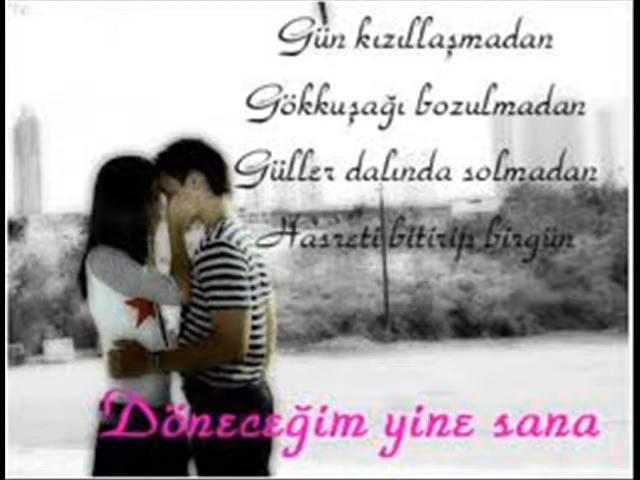 Gün kızıllaşmadan
Gökkuşağı bozulmadan
Güller dalında solmadan
Hasreti bitirip birgün
Döneceğim yine sana